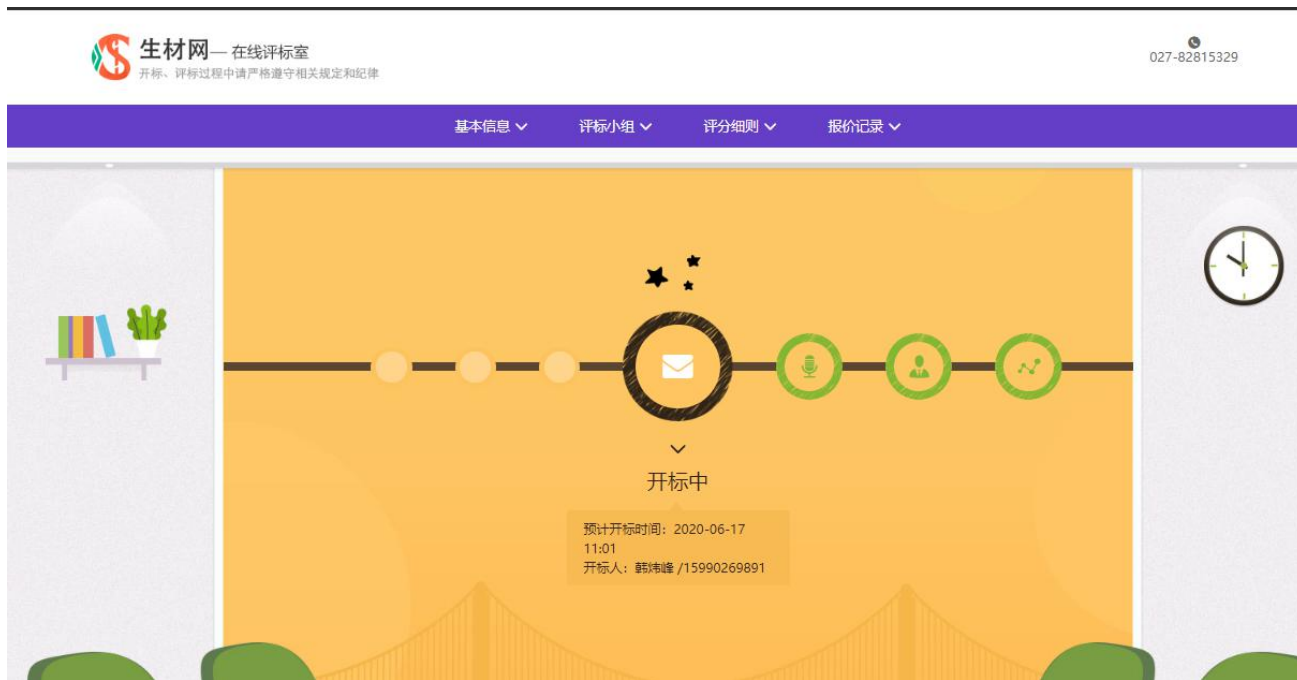 生材网— 在线评标室
开标、评标过程中请严格遵守相关规定和纪律
027-82815329
基本信息 评标小组 评分细则 报价记录
开标中
预计开标时间：2020-06-17
11:01
开标人：韩炜峰 /15990269891